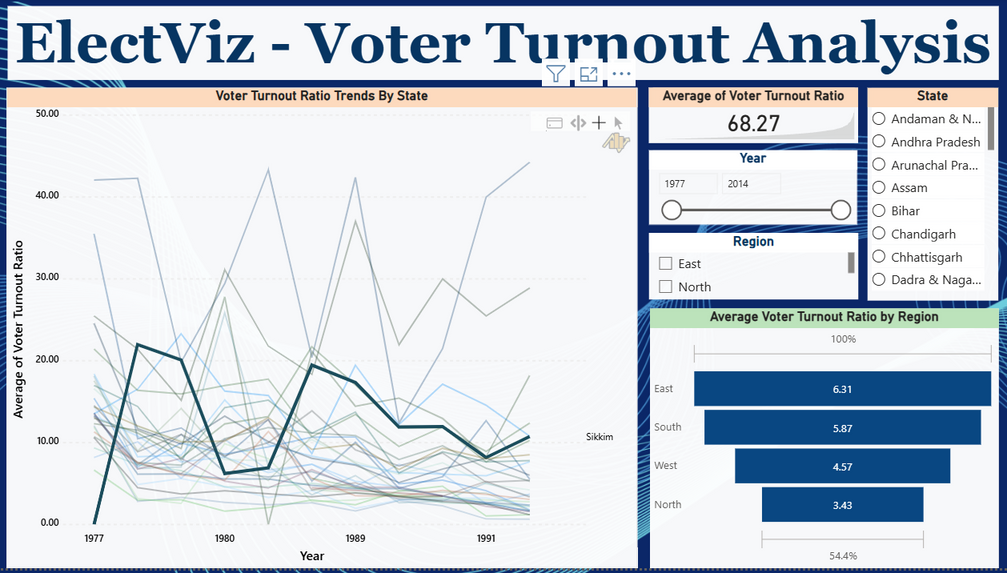 ElectViz - Voter Turnout Analysis
Voter Turnout Ratio Trends By State
Average of Voter Turnout Ratio
50.00
40.00
30.00
20.00
10.00
0.00
1977
1980
1989
1991
Year
Sikkim
Average of Voter Turnout Ratio
68.27
Year
1977
2014
Region
East
North
State
Andaman & N...
Andhra Pradesh
Arunachal Pra...
Assam
Bihar
Chandigarh
Chhattisgarh
Dadra & Naga...
Average Voter Turnout Ratio by Region
100%
East
6.31
South
5.87
West
4.57
North
3.43
54.4%